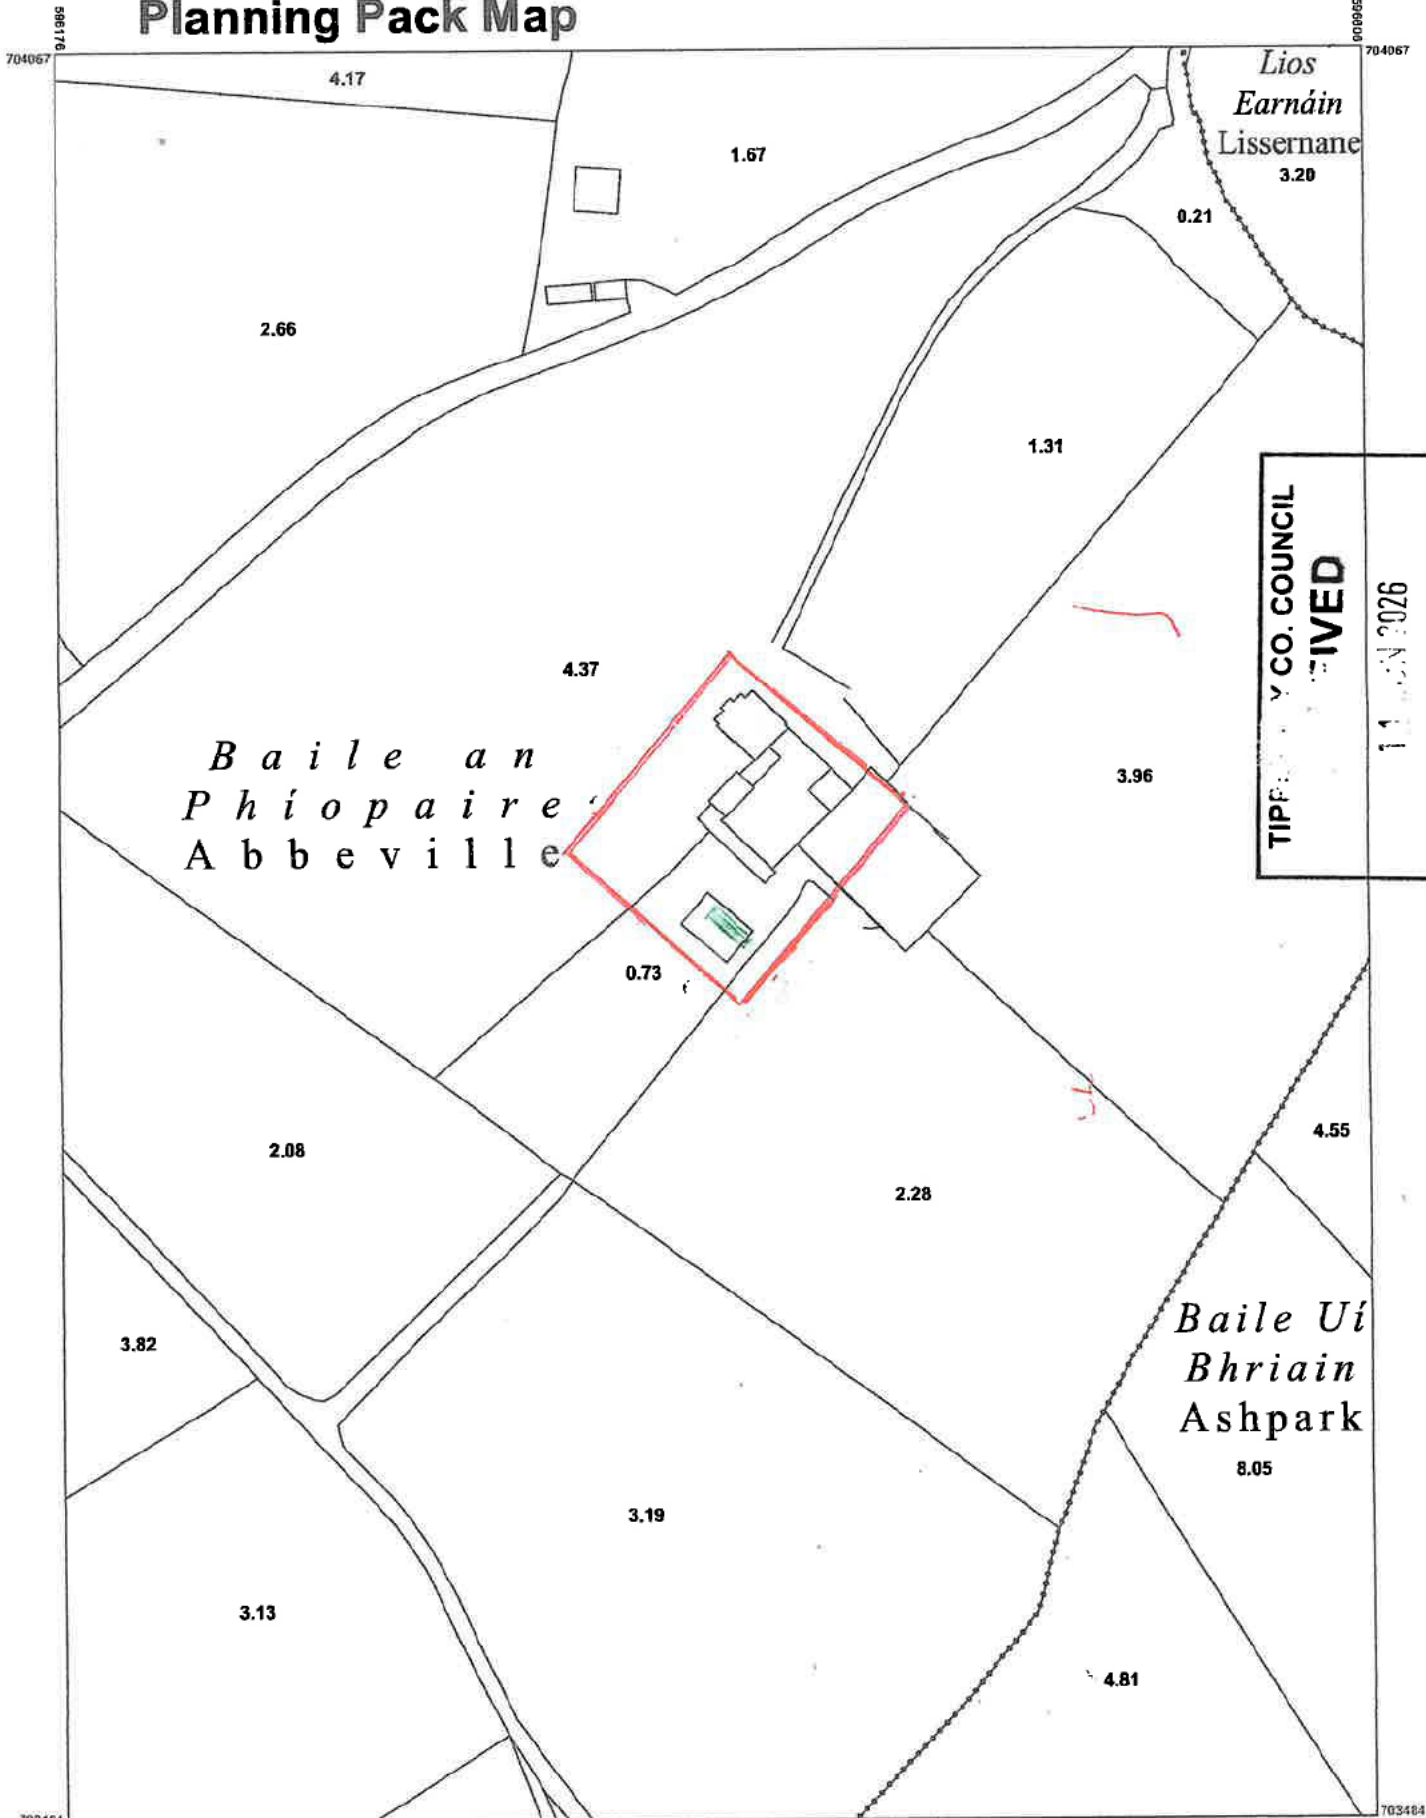 Planning Pack Map
596176
704067
704067
4.17
1.67
Lios
Earnáin
Lissernane
3.20
0.21
2.66
1.31
4.37
3.96
Baile an
Phíopaire
Abbeville
0.73
CO. COUNCIL
2026
4.55
2.08
2.28
Baile Uí
Bhriain
Ashpark
8.05
3.82
3.19
3.13
4.81
703484